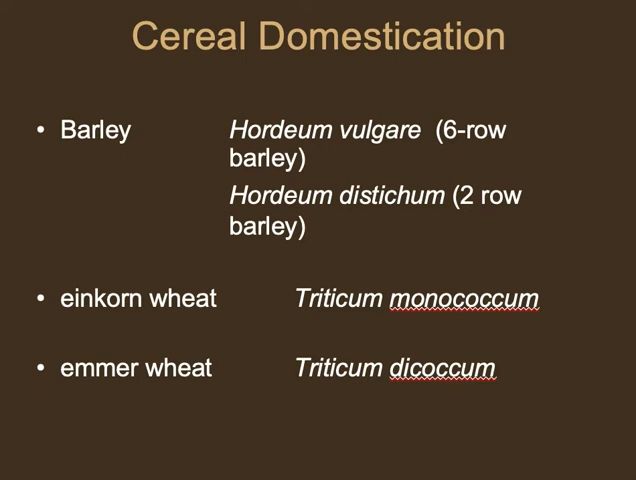 Cereal Domestication
• Barley Hordeum vulgare (6-row
barley)
Hordeum distichum (2 row
barley)
• einkorn wheat Triticum monococcum
• emmer wheat Triticum dicoccum